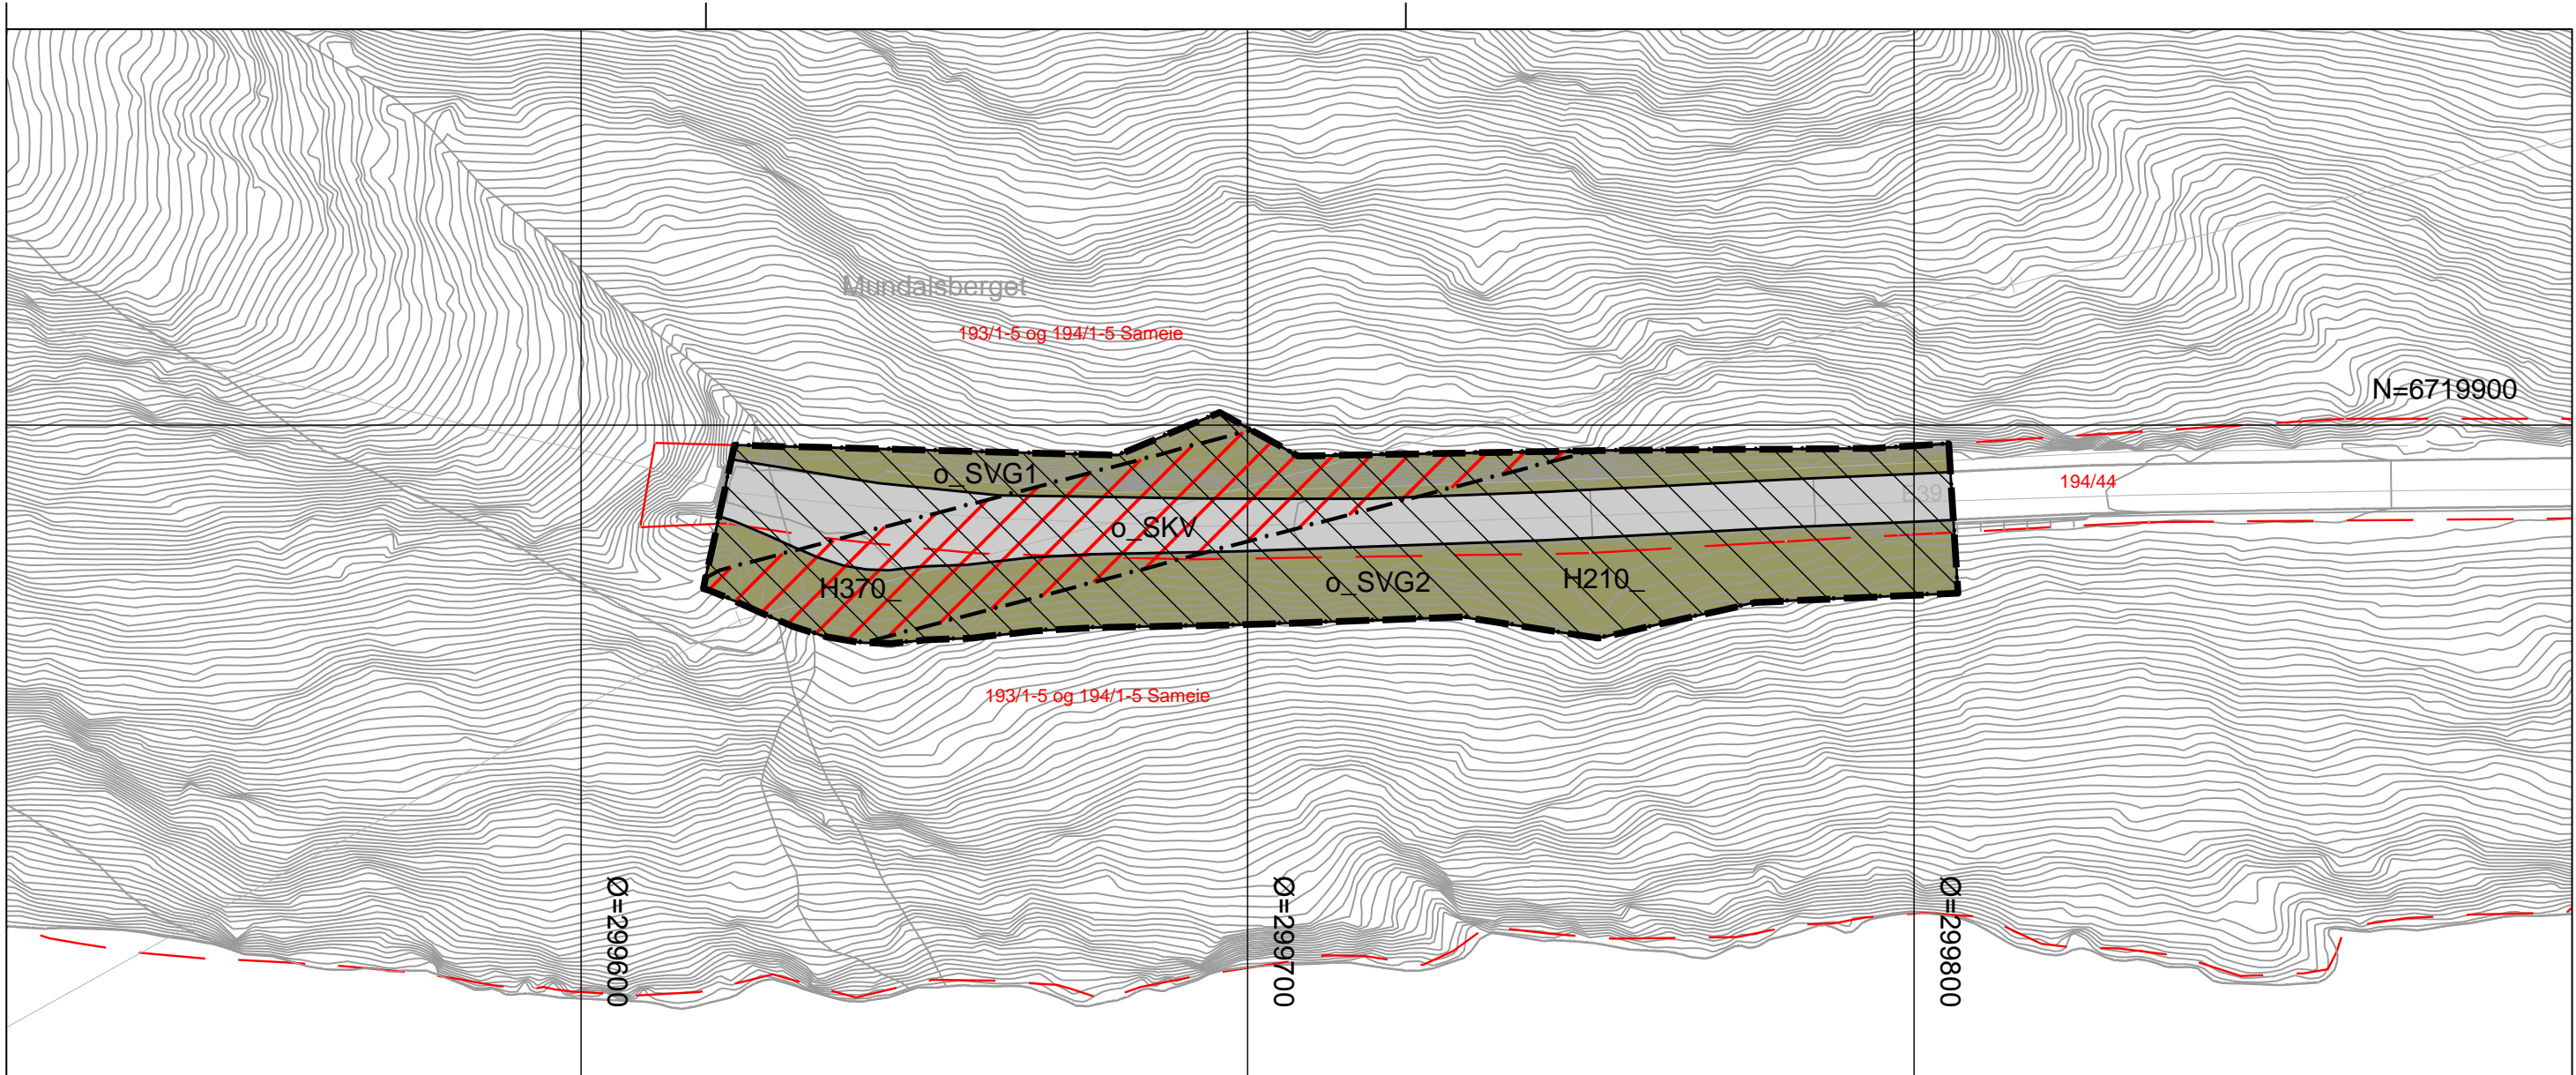 Mundalsberget
193/1-5 og 194/1-5 Sameie
N=6719900
o_SVG1
194/44
E39
o_SKV
H370_
o_SVG2
H210_
193/1-5 og 194/1-5 Sameie
Ø=299600
Ø=299700
Ø=299800